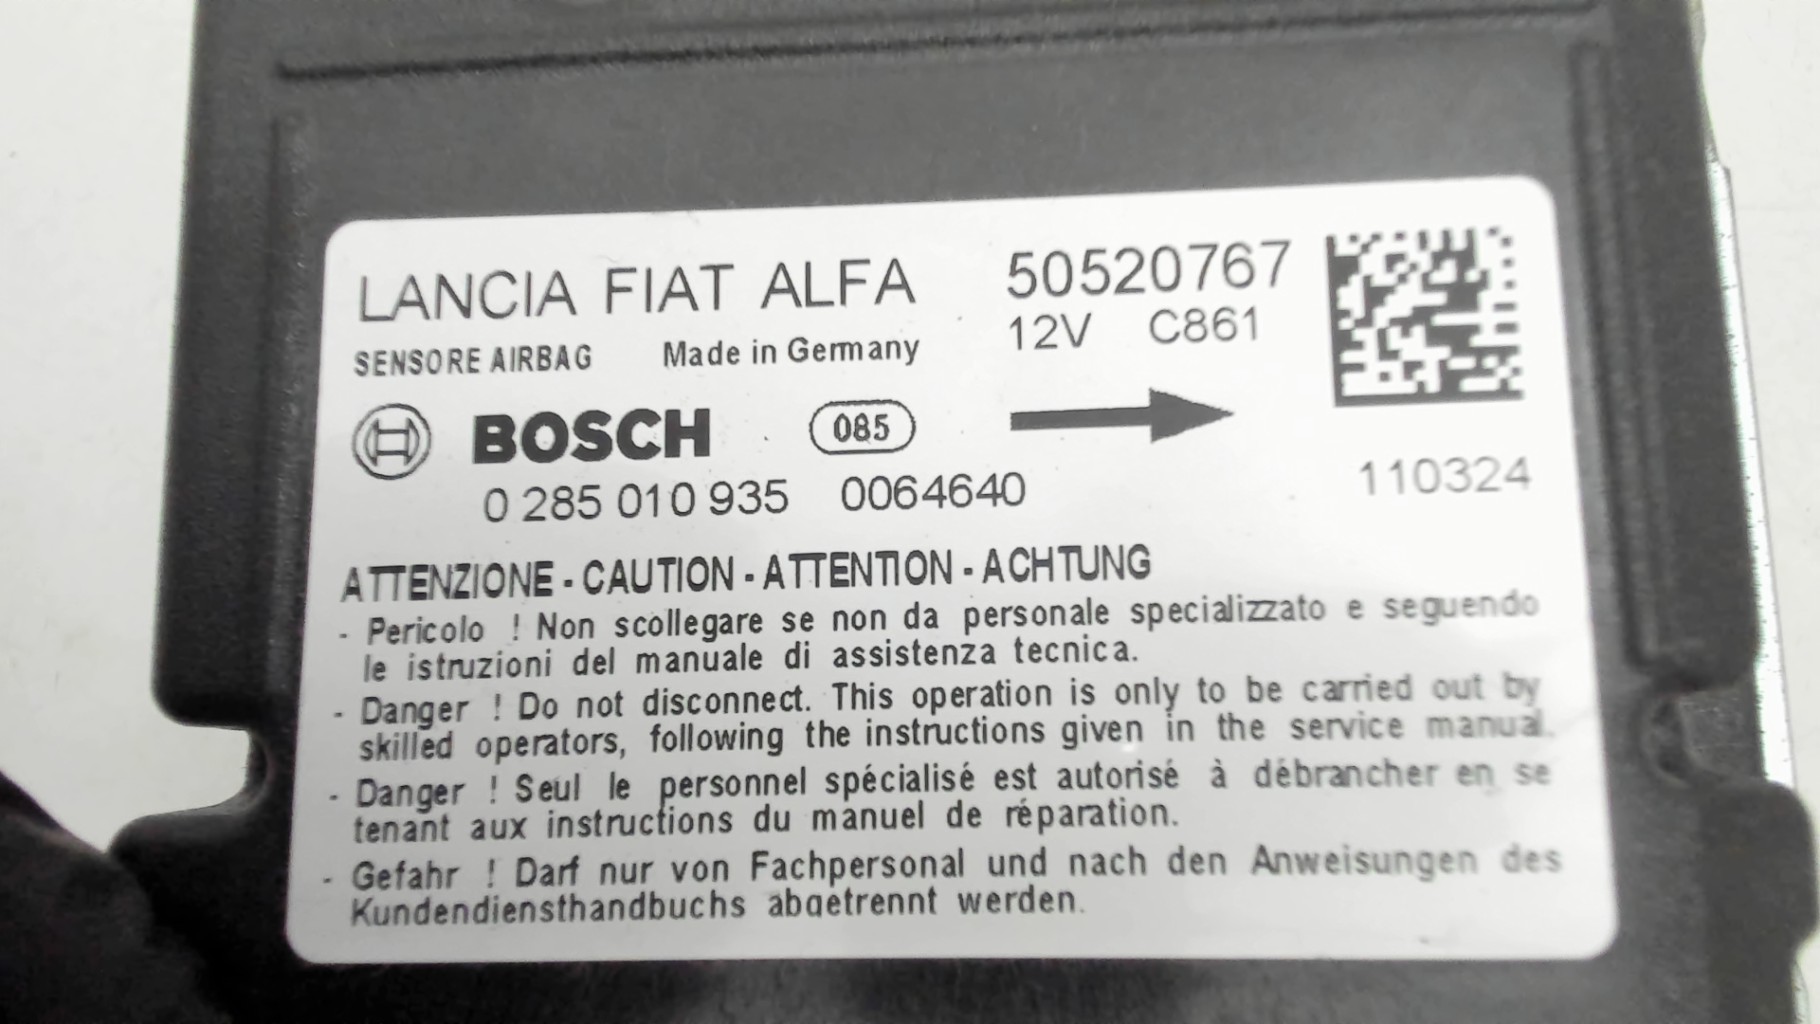 LANCIA FIAT ALFA 50520767
SENSORE AIRBAG Made in Germany 12V C861
BOSCH 085
0 285 010 935 0064640 110324
ATTENZIONE - CAUTION - ATTENTION - ACHTUNG
- Pericolo ! Non scollegare se non da personale specializzato e seguendo
le istruzioni del manuale di assistenza tecnica.
- Danger ! Do not disconnect. This operation is only to be carried out by
skilled operators, following the instructions given in the service manual.
- Danger ! Seul le personnel spécialisé est autorisé à débrancher en se
tenant aux instructions du manuel de réparation.
- Gefahr ! Darf nur von Fachpersonal und nach den Anweisungen des
Kundendiensthandbuchs abgetrennt werden.